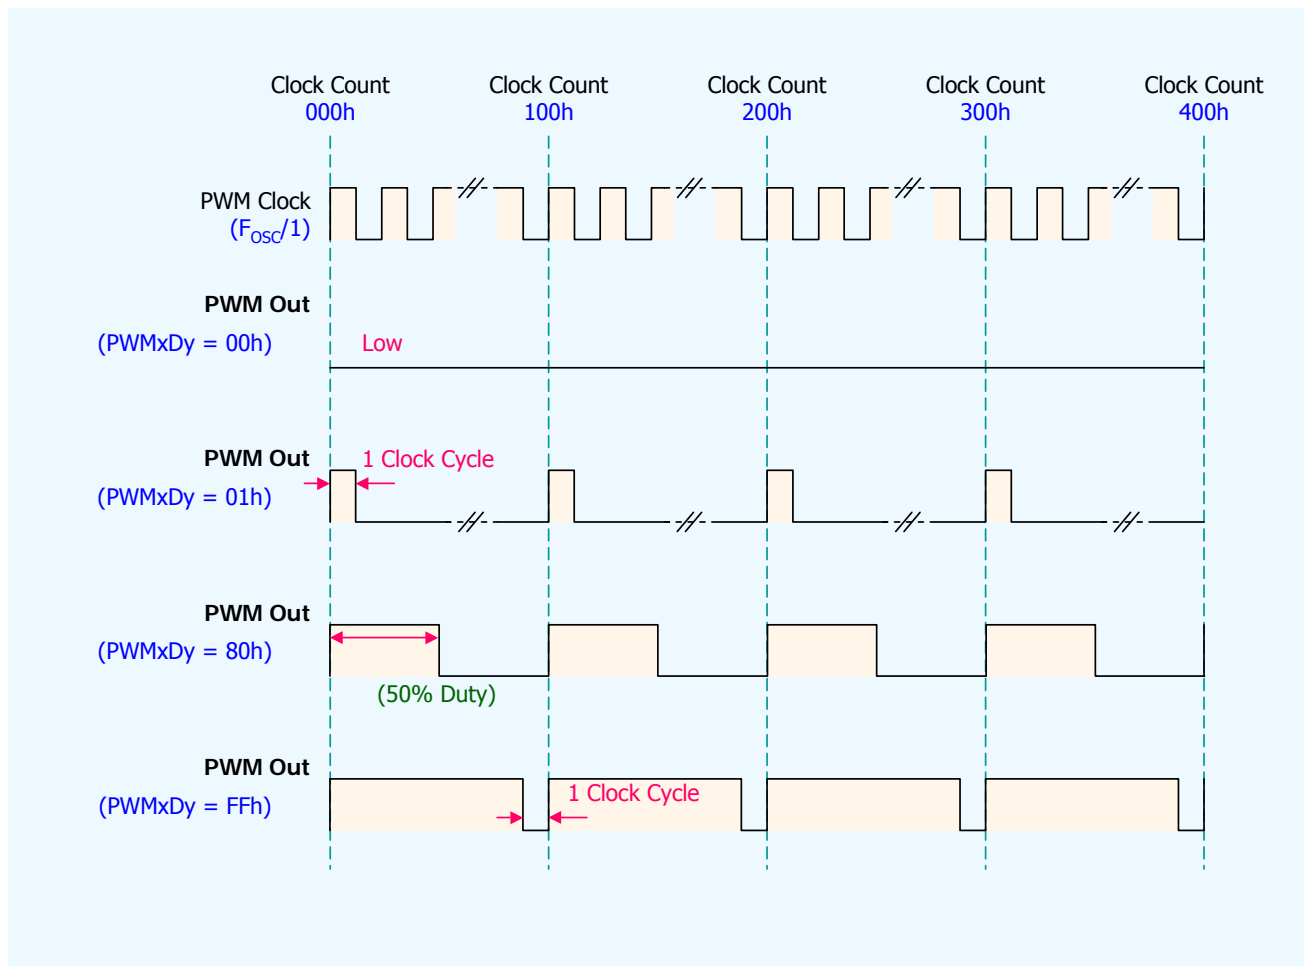 Clock Count Clock Count Clock Count Clock Count Clock Count
000h 100h 200h 300h 400h
PWM Clock
(FOSC/1)
PWM Out
(PWMxDy = 00h) Low
PWM Out 1 Clock Cycle
(PWMxDy = 01h)
PWM Out
(PWMxDy = 80h)
(50% Duty)
PWM Out
1 Clock Cycle
(PWMxDy = FFh)